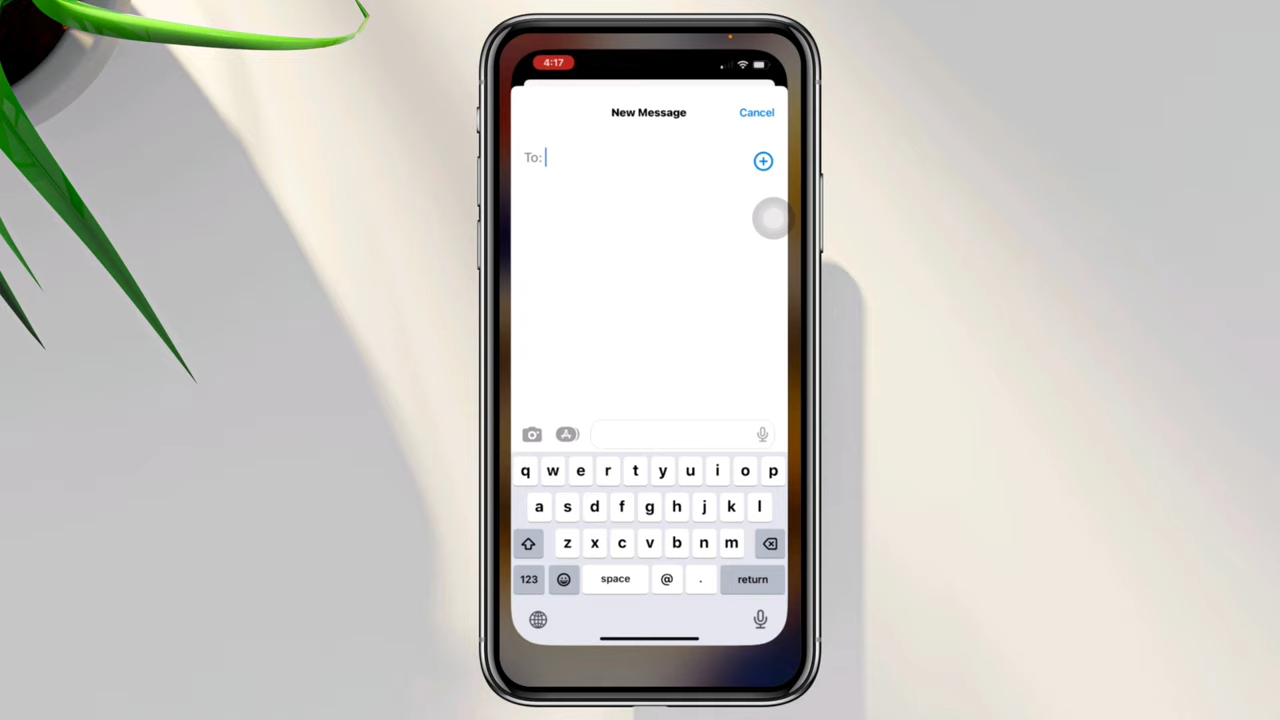 4:17
New Message
Cancel
To:
q w e r t y u i o p
a s d f g h j k l
z x c v b n m
123 space @ . return